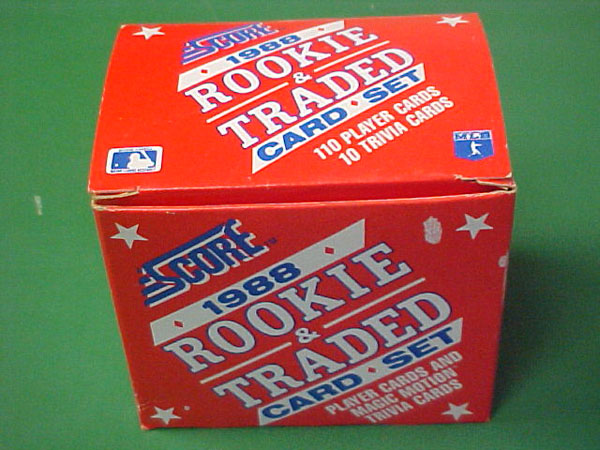 SCORE
1988
ROOKIE
&
TRADED
CARD SET
110 PLAYER CARDS
10 TRIVIA CARDS
SCORE
1988
ROOKIE
&
TRADED
CARD SET
PLAYER CARDS AND
MAGIC MOTION
TRIVIA CARDS